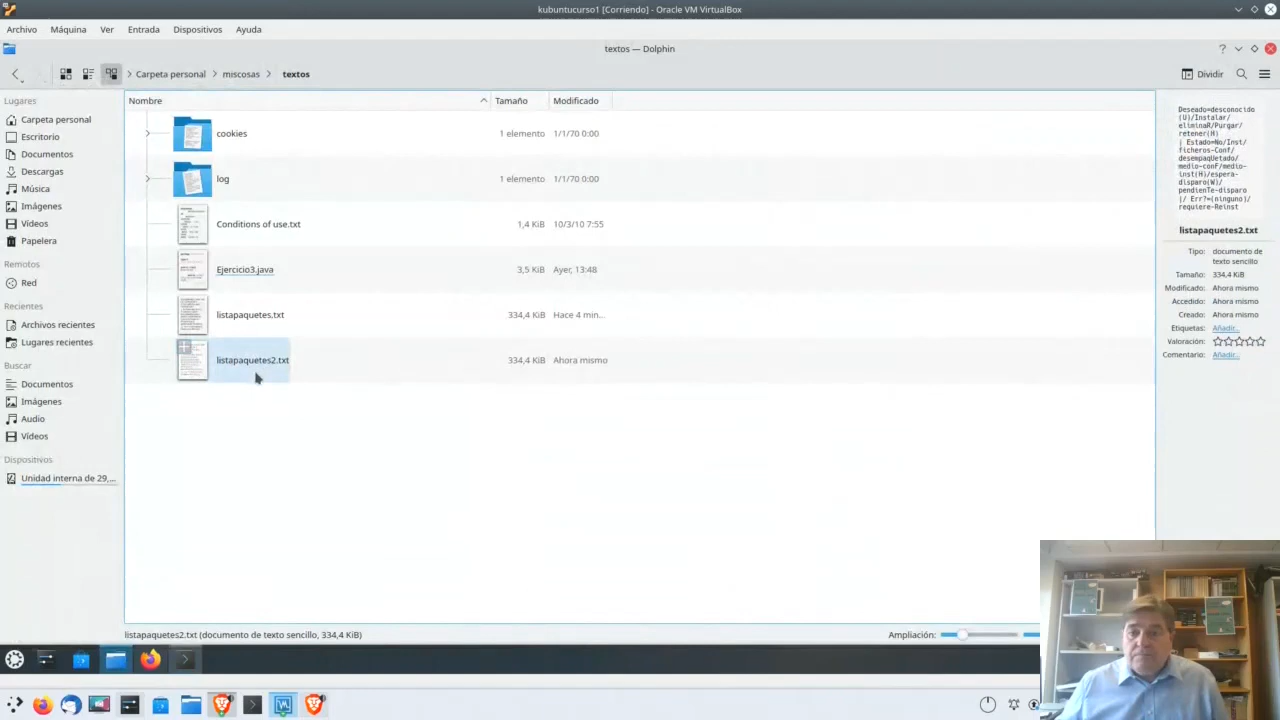 kubuntucurso1 [Corriendo] - Oracle VM VirtualBox
Archivo Máquina Ver Entrada Dispositivos Ayuda
textos — Dolphin
Carpeta personal > miscosas > textos
Dividir
Lugares
Carpeta personal
Escritorio
Documentos
Descargas
Música
Imágenes
Vídeos
Papelera
Remotos
Red
Recientes
Archivos recientes
Lugares recientes
Buscar
Documentos
Imágenes
Audio
Vídeos
Dispositivos
Unidad interna de 29,...
Nombre Tamaño Modificado
cookies 1 elemento 1/1/70 0:00
log 1 elemento 1/1/70 0:00
Conditions of use.txt 1,4 KiB 10/3/10 7:55
Ejercicio3.java 3,5 KiB Ayer, 13:48
listapaquetes.txt 334,4 KiB Hace 4 min...
listapaquetes2.txt 334,4 KiB Ahora mismo
Deseado=desconocido
(U)/Instalar/
eliminaR/Purgar/
retener(H)
| Estado=No/Inst/
ficheros-Conf/
desempaqUetado/
medio-conF/medio-
inst(H)/espera-
disparo(W)/
pendienTe-disparo
|/ Err?=(ninguno)/
requiere-Reinst
listapaquetes2.txt
Tipo: documento de
texto sencillo
Tamaño: 334,4 KiB
Modificado: Ahora mismo
Accedido: Ahora mismo
Creado: Ahora mismo
Etiquetas: Añadir...
Valoración:
Comentario: Añadir...
listapaquetes2.txt (documento de texto sencillo, 334,4 KiB)
Ampliación: